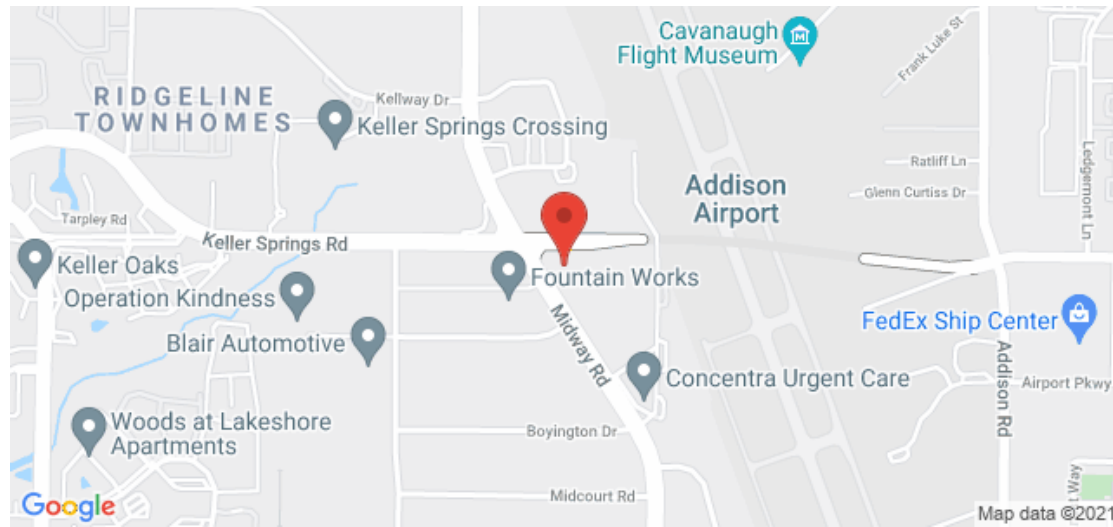 Cavanaugh
Flight Museum
Frank Luke St
RIDGELINE
TOWNHOMES
Kellway Dr
Keller Springs Crossing
Ratliff Ln
Ledgemont Ln
Addison
Airport
Glenn Curtiss Dr
Tarpley Rd
Keller Springs Rd
Keller Oaks
Operation Kindness
Fountain Works
Blair Automotive
Midway Rd
FedEx Ship Center
Addison Rd
Concentra Urgent Care
Airport Pkwy
Woods at Lakeshore
Apartments
Boyington Dr
Midcourt Rd
Way
Google
Map data ©2021